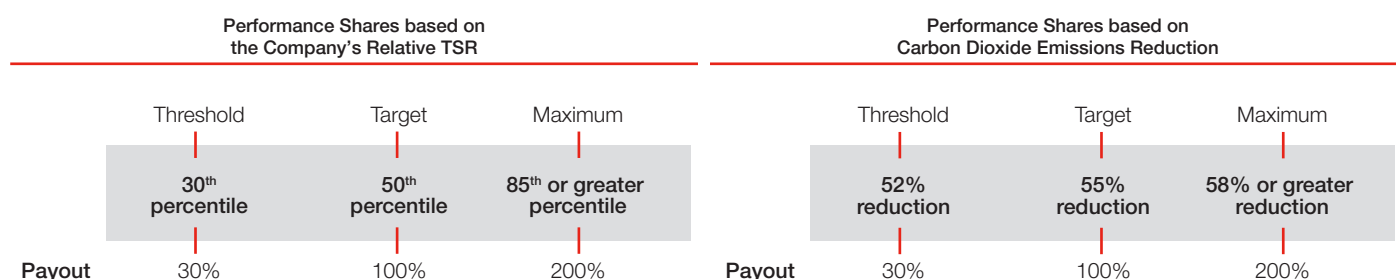 Performance Shares based on
the Company's Relative TSR
Threshold Target Maximum
30th 50th 85th or greater
percentile percentile percentile
Payout 30% 100% 200%
Performance Shares based on
Carbon Dioxide Emissions Reduction
Threshold Target Maximum
52% 55% 58% or greater
reduction reduction reduction
Payout 30% 100% 200%